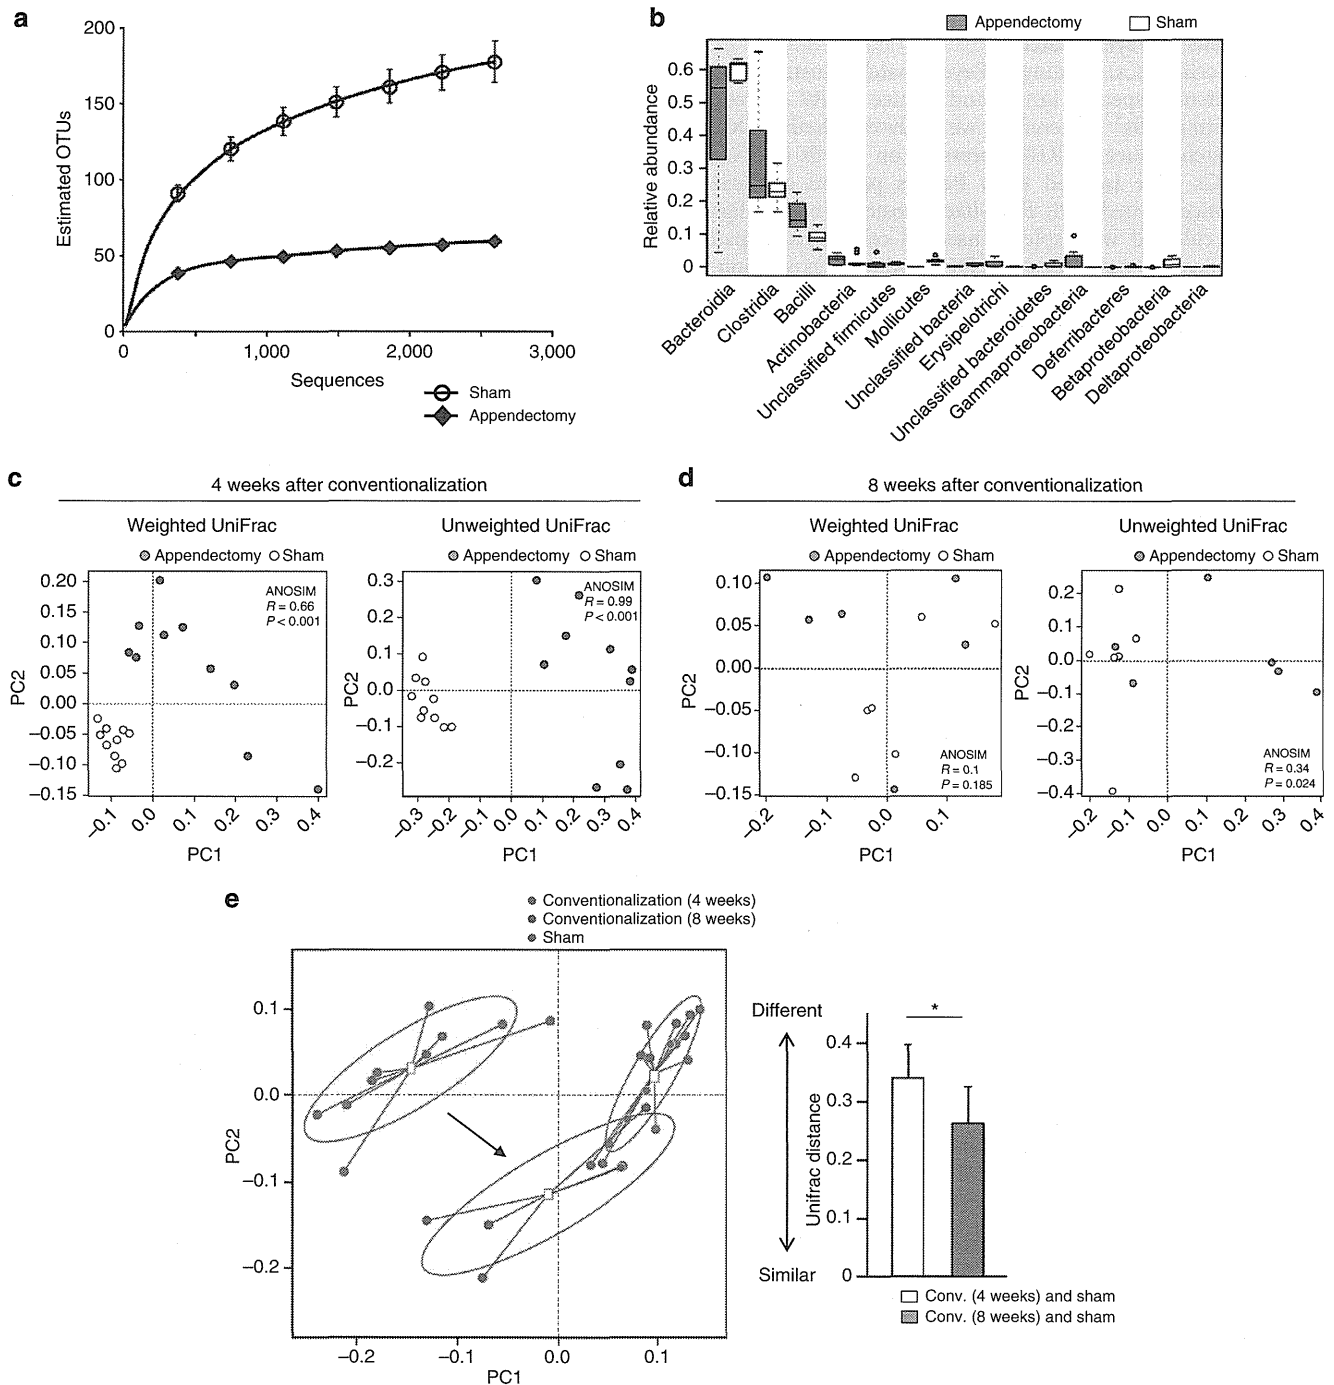 a
200
150
100
50
0
Estimated OTUs
0 1,000 2,000 3,000
Sequences
Sham
Appendectomy
b
Appendectomy Sham
0.6
0.5
0.4
0.3
0.2
0.1
0
Relative abundance
Bacteroidia
Clostridia
Bacilli
Actinobacteria
Unclassified firmicutes
Mollicutes
Unclassified bacteria
Erysipelotrichi
Unclassified bacteroidetes
Gammaproteobacteria
Deferribacteres
Betaproteobacteria
Deltaproteobacteria
c
4 weeks after conventionalization
Weighted UniFrac
Appendectomy Sham
0.20
0.15
0.10
0.05
0.00
−0.05
−0.10
−0.15
PC2
ANOSIM
R = 0.66
P < 0.001
−0.1 0.0 0.1 0.2 0.3 0.4
PC1
Unweighted UniFrac
Appendectomy Sham
0.3
0.2
0.1
0.0
−0.1
−0.2
PC2
ANOSIM
R = 0.99
P < 0.001
−0.3 −0.2 −0.1 0.0 0.1 0.2 0.3 0.4
PC1
d
8 weeks after conventionalization
Weighted UniFrac
Appendectomy Sham
0.10
0.05
0.00
−0.05
−0.10
−0.15
PC2
ANOSIM
R = 0.1
P = 0.185
−0.2 −0.1 0.0 0.1
PC1
Unweighted UniFrac
Appendectomy Sham
0.2
0.1
0.0
−0.1
−0.2
−0.3
−0.4
PC2
ANOSIM
R = 0.34
P = 0.024
−0.2 −0.1 0.0 0.1 0.2 0.3 0.4
PC1
e
Conventionalization (4 weeks)
Conventionalization (8 weeks)
Sham
0.1
0.0
−0.1
−0.2
PC2
−0.2 −0.1 0.0 0.1
PC1
Different
Similar
*
0.4
0.3
0.2
0.1
0
Unifrac distance
Conv. (4 weeks) and sham
Conv. (8 weeks) and sham